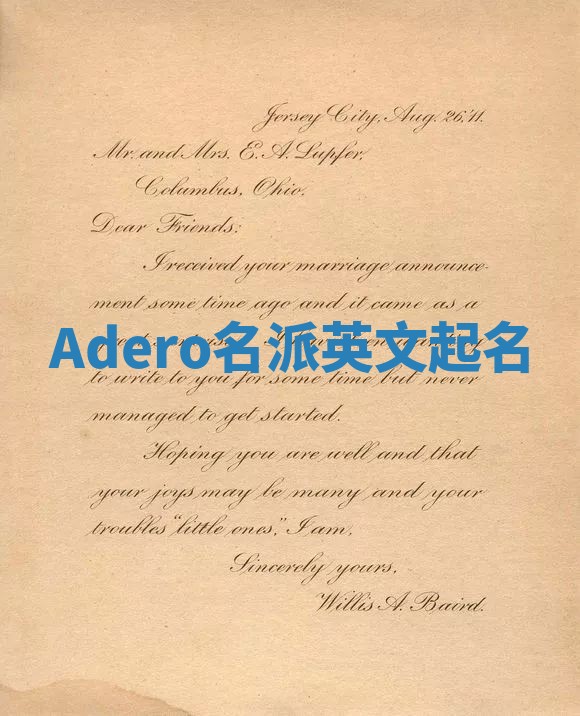 Jersey City, Aug. 26, '11.
Mr. and Mrs. E. A. Lupfer,
Columbus, Ohio.
Dear Friends:
I received your marriage announce-
ment some time ago and it came as a
Adero名派英文起名
to write to you for some time but never
managed to get started.
Hoping you are well and that
your joys may be many and your
troubles "little ones," I am,
Sincerely yours,
Willis A. Baird.